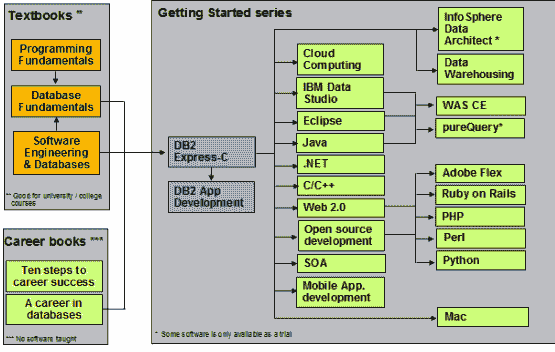 Textbooks **
Programming
Fundamentals
Database
Fundamentals
Software
Engineering
& Databases
** Good for university / college
courses
Career books ***
Ten steps to
career success
A career in
databases
*** No software taught
Getting Started series
DB2
Express-C
DB2 App
Development
Cloud
Computing
IBM Data
Studio
Eclipse
Java
.NET
C/C++
Web 2.0
Open source
development
SOA
Mobile App.
development
InfoSphere
Data
Architect *
Data
Warehousing
WAS CE
pureQuery*
Adobe Flex
Ruby on Rails
PHP
Perl
Python
Mac
* Some software is only available as a trial